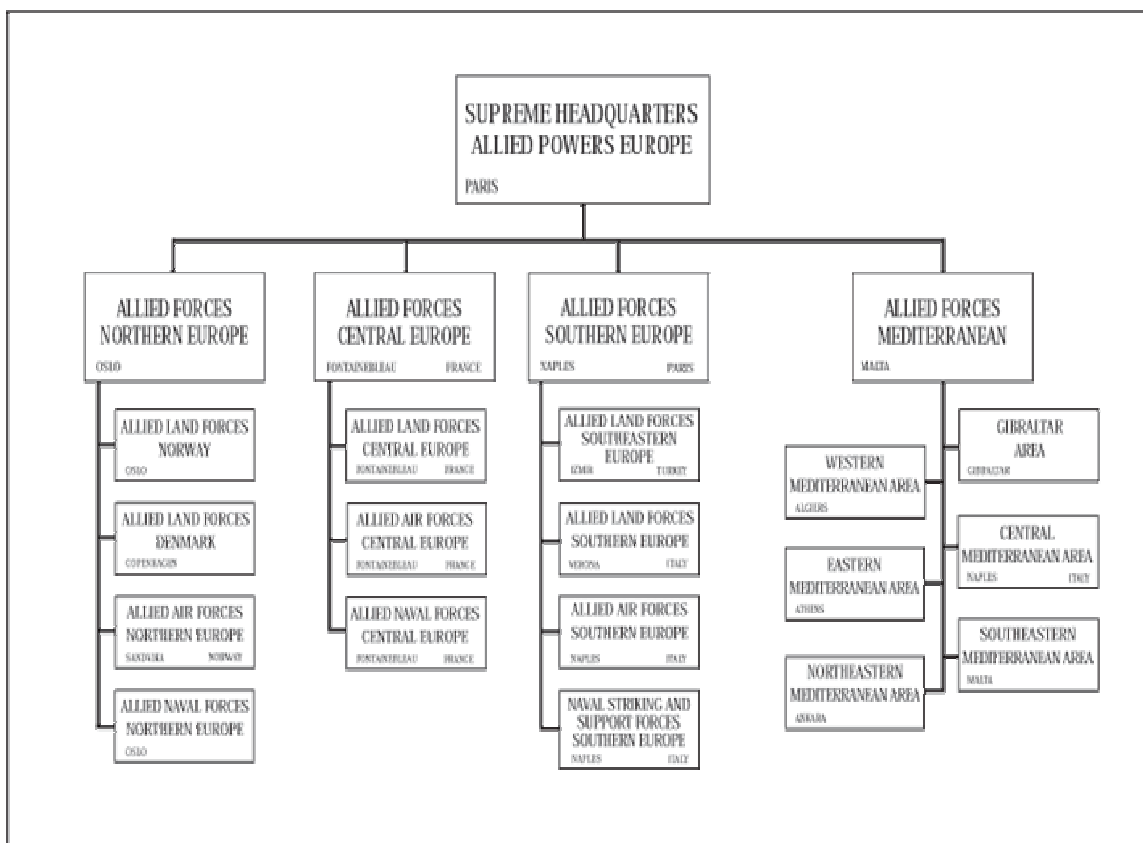 SUPREME HEADQUARTERS
ALLIED POWERS EUROPE
PARIS
ALLIED FORCES
NORTHERN EUROPE
OSLO
ALLIED LAND FORCES
NORWAY
OSLO
ALLIED LAND FORCES
DENMARK
COPENHAGEN
ALLIED AIR FORCES
NORTHERN EUROPE
SANDVIKA NORWAY
ALLIED NAVAL FORCES
NORTHERN EUROPE
OSLO
ALLIED FORCES
CENTRAL EUROPE
FONTAINEBLEAU FRANCE
ALLIED LAND FORCES
CENTRAL EUROPE
FONTAINEBLEAU FRANCE
ALLIED AIR FORCES
CENTRAL EUROPE
FONTAINEBLEAU FRANCE
ALLIED NAVAL FORCES
CENTRAL EUROPE
FONTAINEBLEAU FRANCE
ALLIED FORCES
SOUTHERN EUROPE
NAPLES PARIS
ALLIED LAND FORCES
SOUTHEASTERN
EUROPE
IZMIR TURKEY
ALLIED LAND FORCES
SOUTHERN EUROPE
VERONA ITALY
ALLIED AIR FORCES
SOUTHERN EUROPE
NAPLES ITALY
NAVAL STRIKING AND
SUPPORT FORCES
SOUTHERN EUROPE
NAPLES ITALY
ALLIED FORCES
MEDITERRANEAN
MALTA
GIBRALTAR
AREA
GIBRALTAR
WESTERN
MEDITERRANEAN AREA
ALGIERS
CENTRAL
MEDITERRANEAN AREA
NAPLES ITALY
EASTERN
MEDITERRANEAN AREA
ATHENS
SOUTHEASTERN
MEDITERRANEAN AREA
MALTA
NORTHEASTERN
MEDITERRANEAN AREA
ANKARA